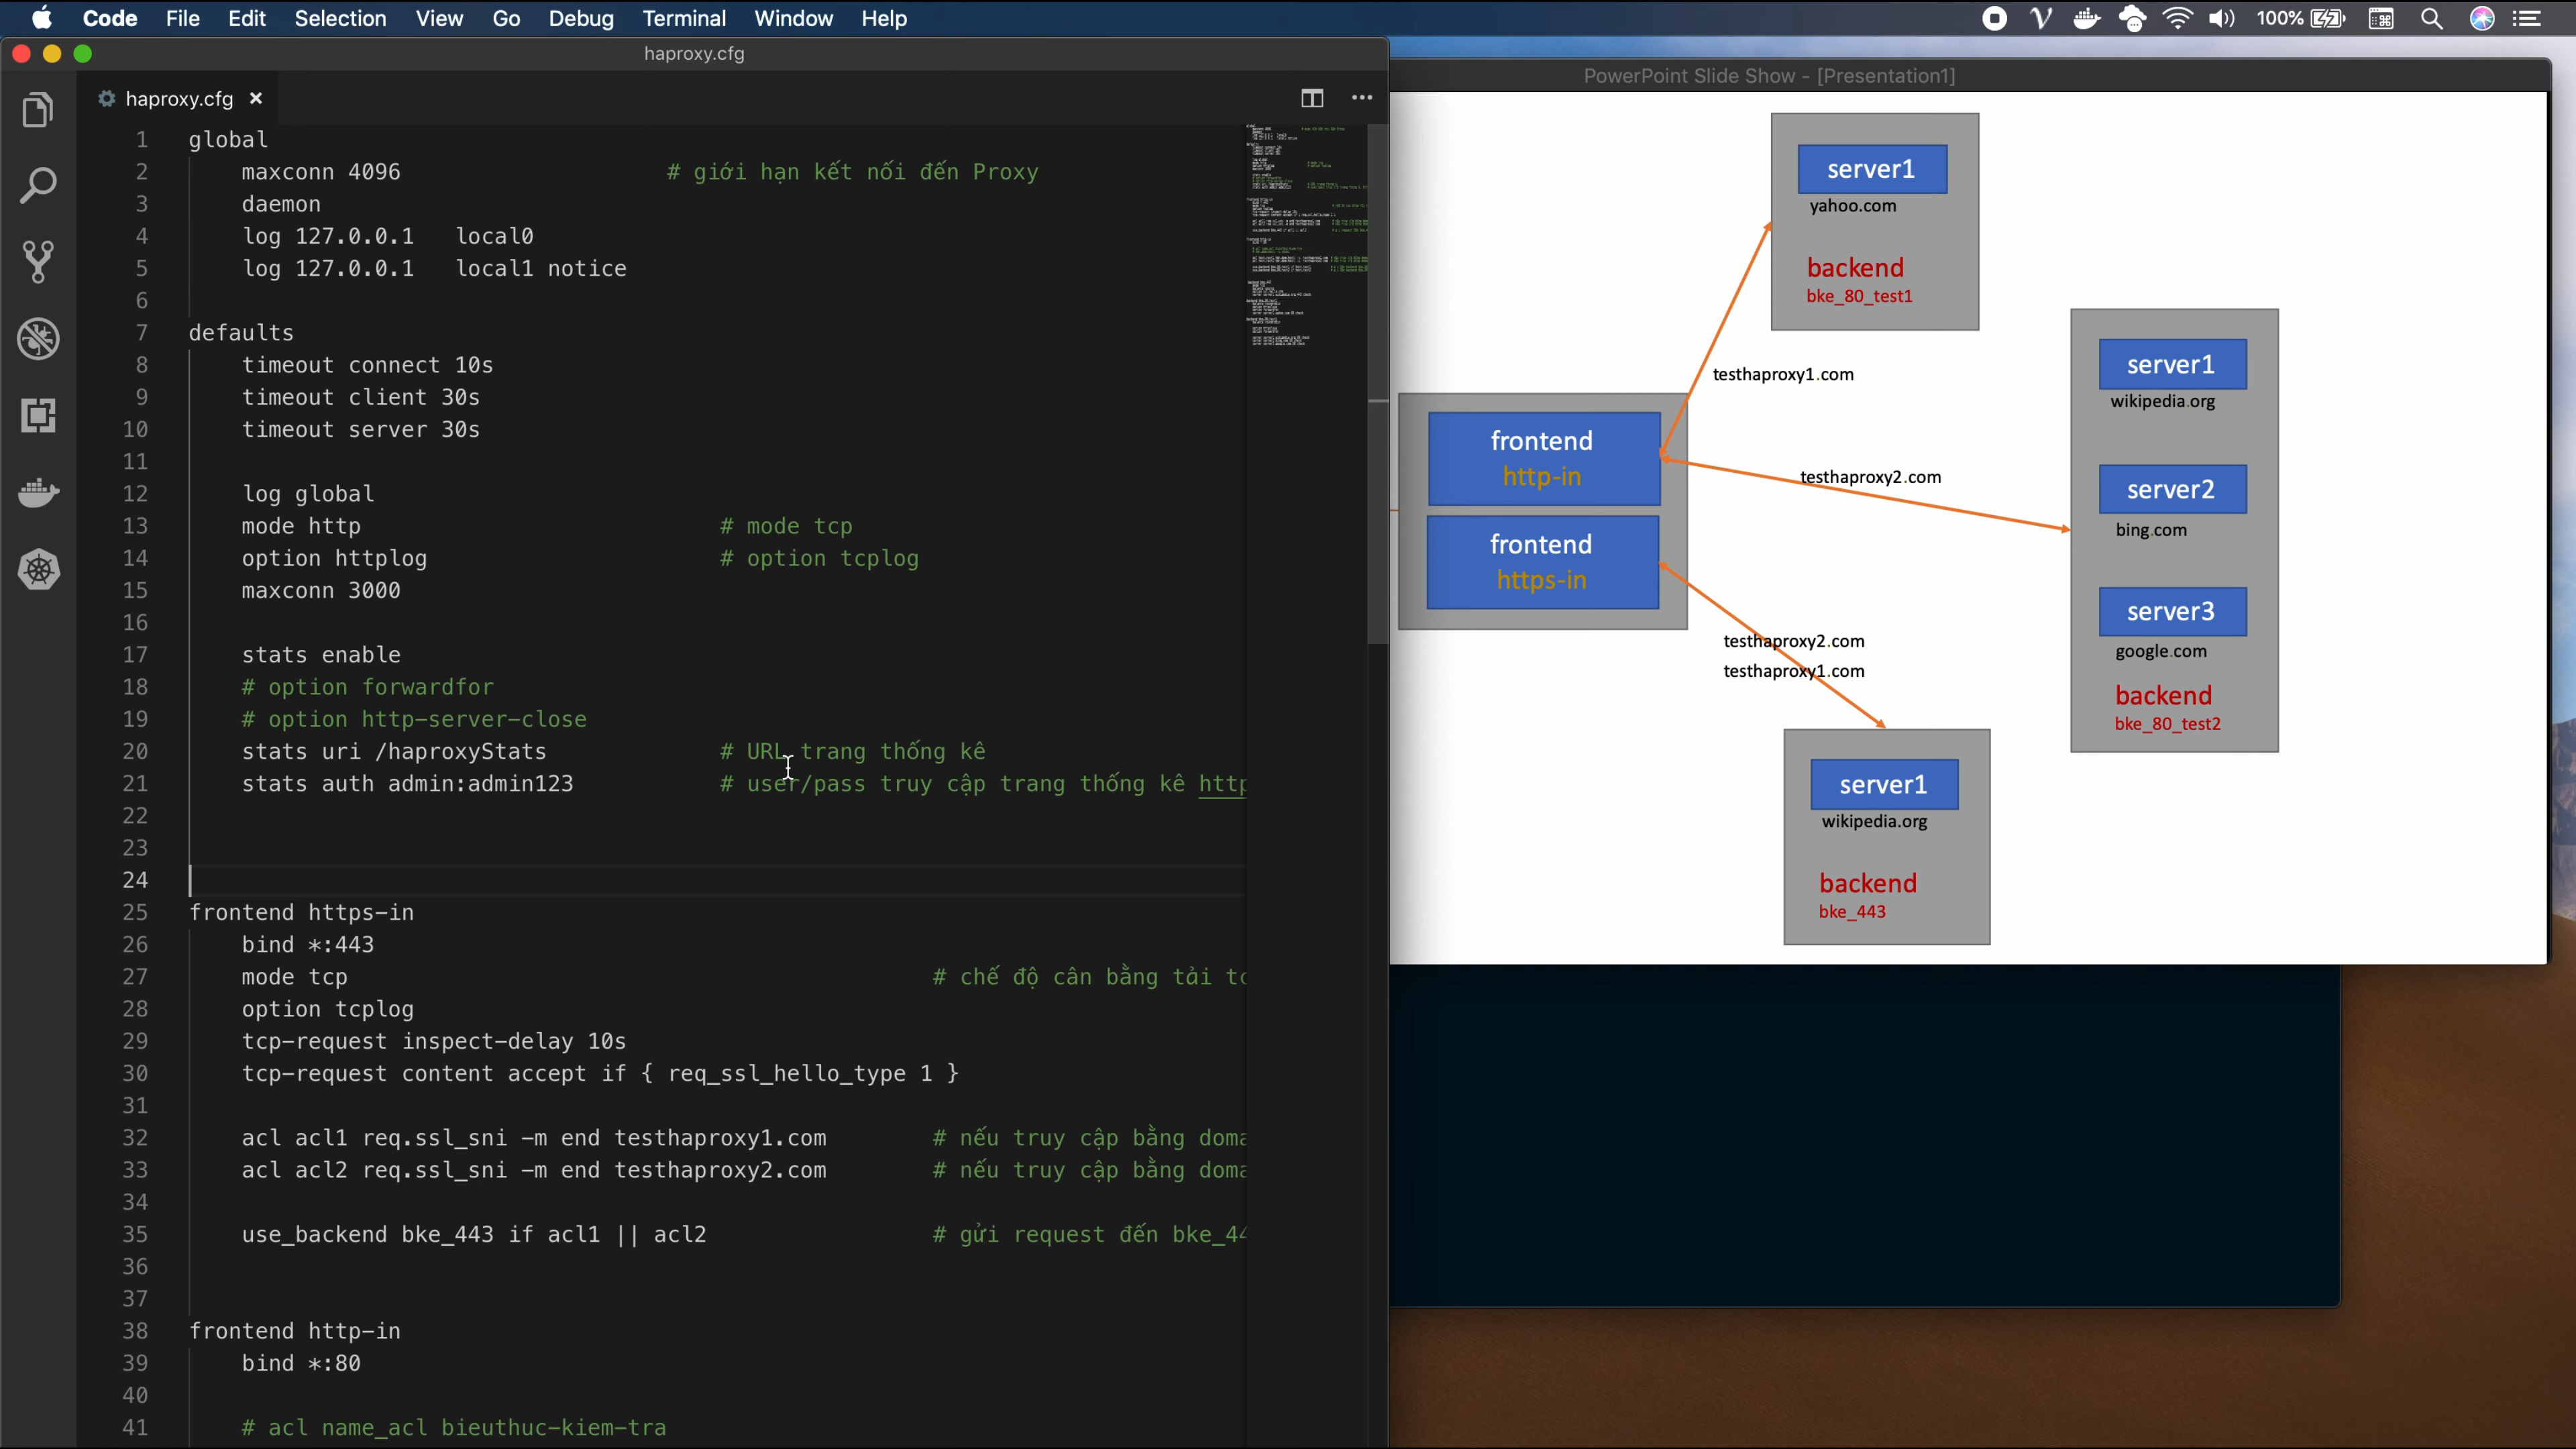 Code File Edit Selection View Go Debug Terminal Window Help
100%
haproxy.cfg
haproxy.cfg
1 global
2 maxconn 4096 # giới hạn kết nối đến Proxy
3 daemon
4 log 127.0.0.1 local0
5 log 127.0.0.1 local1 notice
6
7 defaults
8 timeout connect 10s
9 timeout client 30s
10 timeout server 30s
11
12 log global
13 mode http # mode tcp
14 option httplog # option tcplog
15 maxconn 3000
16
17 stats enable
18 # option forwardfor
19 # option http-server-close
20 stats uri /haproxyStats # URL trang thống kê
21 stats auth admin:admin123 # user/pass truy cập trang thống kê http
22
23
24
25 frontend https-in
26 bind *:443
27 mode tcp # chế độ cân bằng tải tc
28 option tcplog
29 tcp-request inspect-delay 10s
30 tcp-request content accept if { req_ssl_hello_type 1 }
31
32 acl acl1 req.ssl_sni -m end testhaproxy1.com # nếu truy cập bằng doma
33 acl acl2 req.ssl_sni -m end testhaproxy2.com # nếu truy cập bằng doma
34
35 use_backend bke_443 if acl1 || acl2 # gửi request đến bke_44
36
37
38 frontend http-in
39 bind *:80
40
41 # acl name_acl bieuthuc-kiem-tra
PowerPoint Slide Show - [Presentation1]
server1
yahoo.com
backend
bke_80_test1
testhaproxy1.com
frontend
http-in
frontend
https-in
testhaproxy2.com
server1
wikipedia.org
server2
bing.com
server3
google.com
backend
bke_80_test2
testhaproxy2.com
testhaproxy1.com
server1
wikipedia.org
backend
bke_443